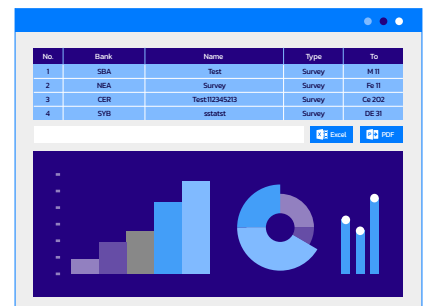 No. Bank Name Type To
1 SBA Test Survey M 11
2 NEA Survey Survey Fe 11
3 CER Test112345213 Survey Ce 202
4 SYB sstatst Survey DE 31
Excel PDF